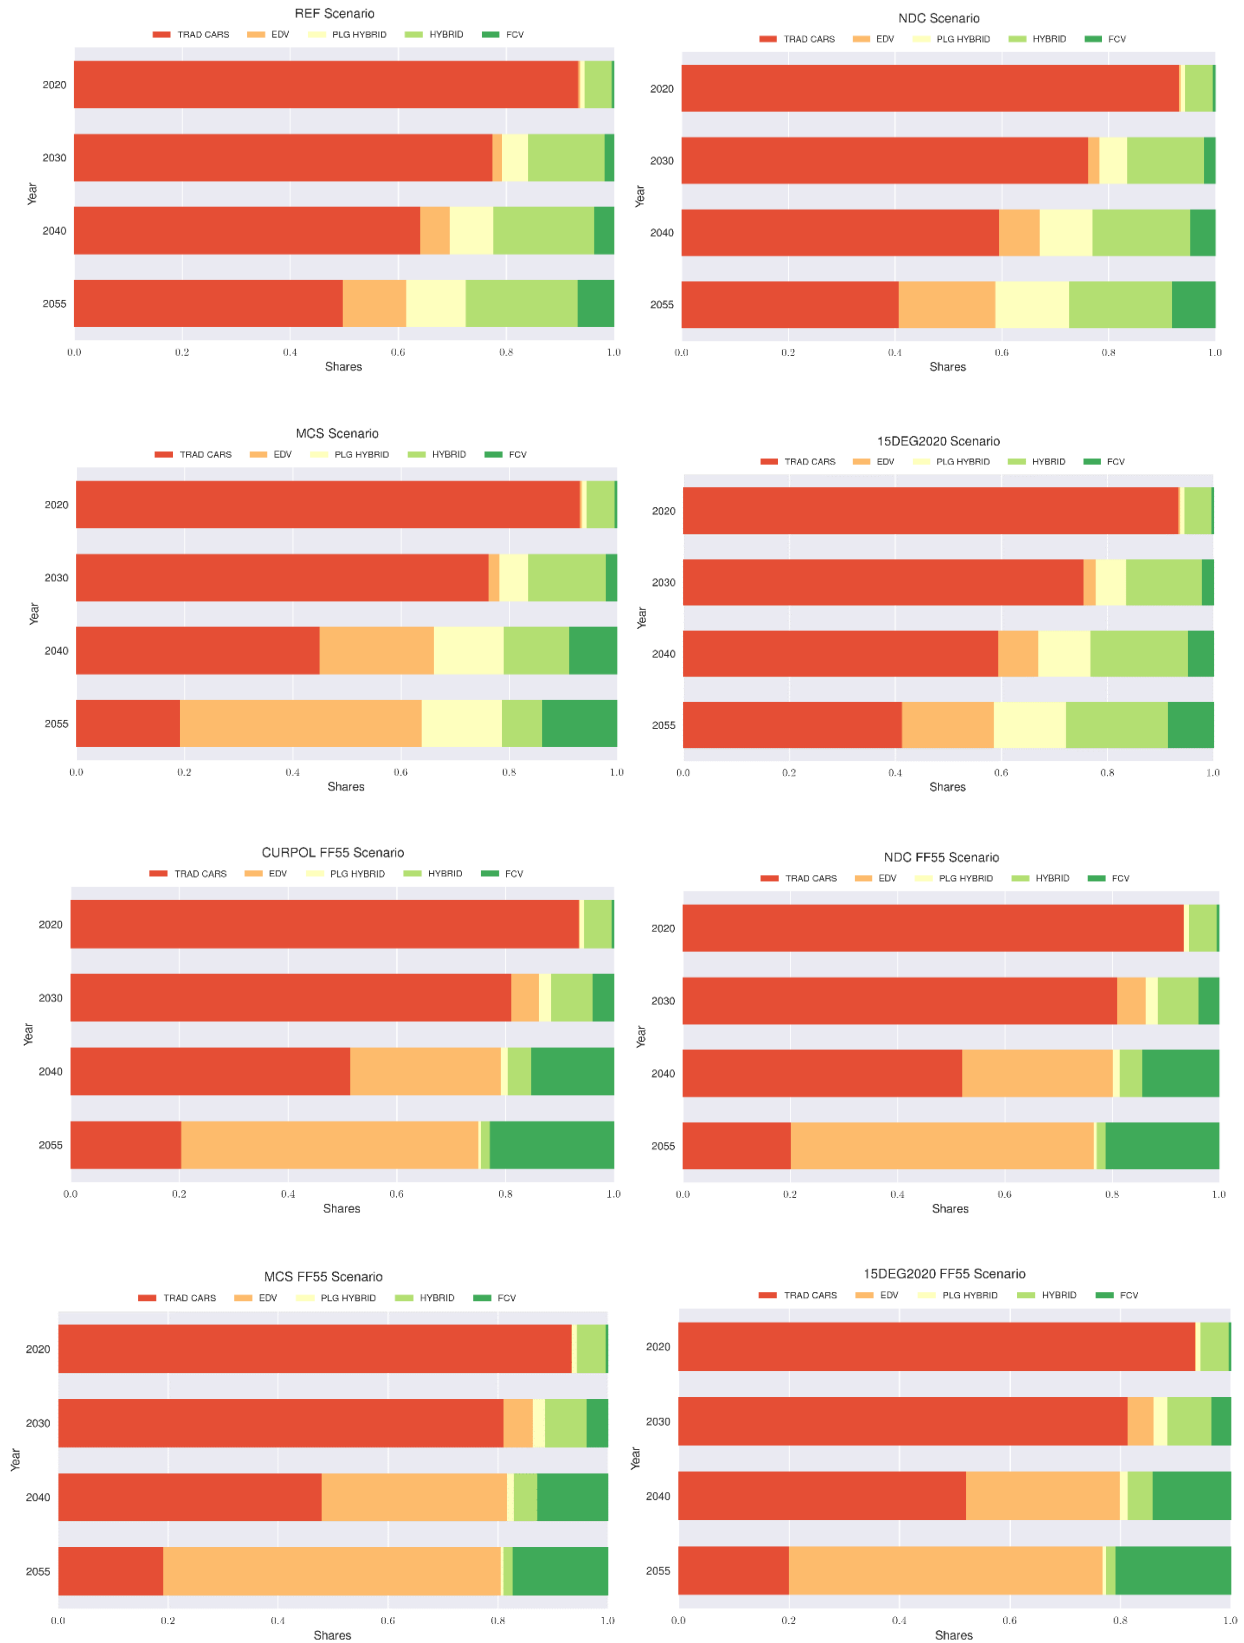 REF Scenario
TRAD CARS EDV PLG HYBRID HYBRID FCV
2020
2030
2040
2055
Year
0.0 0.2 0.4 0.6 0.8 1.0
Shares
NDC Scenario
TRAD CARS EDV PLG HYBRID HYBRID FCV
2020
2030
2040
2055
Year
0.0 0.2 0.4 0.6 0.8 1.0
Shares
MCS Scenario
TRAD CARS EDV PLG HYBRID HYBRID FCV
2020
2030
2040
2055
Year
0.0 0.2 0.4 0.6 0.8 1.0
Shares
15DEG2020 Scenario
TRAD CARS EDV PLG HYBRID HYBRID FCV
2020
2030
2040
2055
Year
0.0 0.2 0.4 0.6 0.8 1.0
Shares
CURPOL FF55 Scenario
TRAD CARS EDV PLG HYBRID HYBRID FCV
2020
2030
2040
2055
Year
0.0 0.2 0.4 0.6 0.8 1.0
Shares
NDC FF55 Scenario
TRAD CARS EDV PLG HYBRID HYBRID FCV
2020
2030
2040
2055
Year
0.0 0.2 0.4 0.6 0.8 1.0
Shares
MCS FF55 Scenario
TRAD CARS EDV PLG HYBRID HYBRID FCV
2020
2030
2040
2055
Year
0.0 0.2 0.4 0.6 0.8 1.0
Shares
15DEG2020 FF55 Scenario
TRAD CARS EDV PLG HYBRID HYBRID FCV
2020
2030
2040
2055
Year
0.0 0.2 0.4 0.6 0.8 1.0
Shares